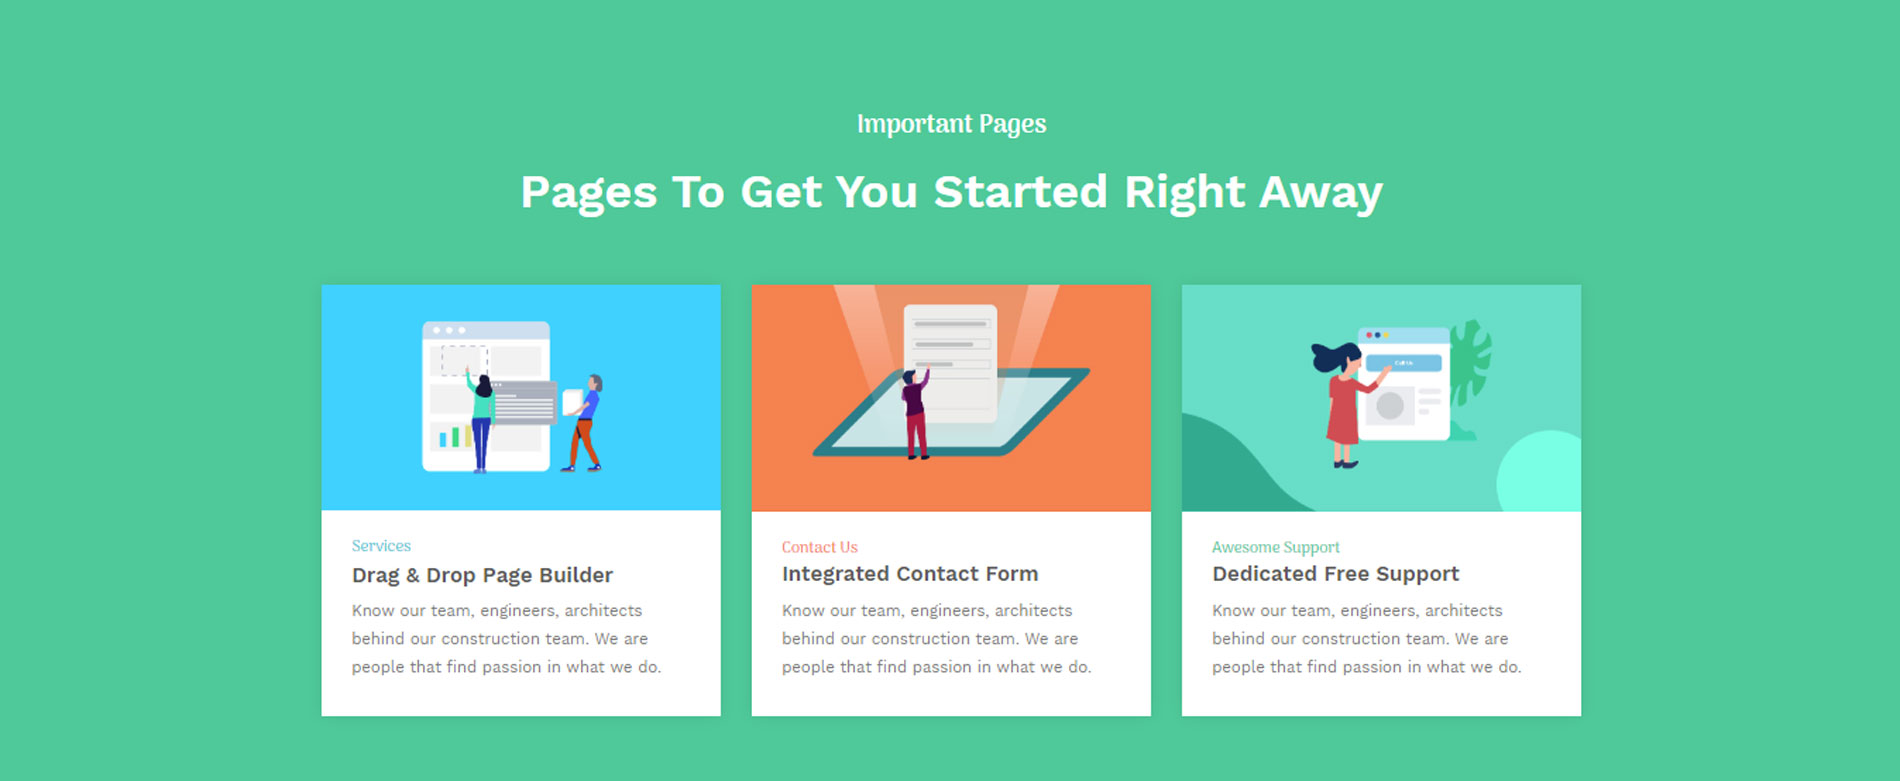 Important Pages
Pages To Get You Started Right Away
Call Us
Services
Drag & Drop Page Builder
Know our team, engineers, architects
behind our construction team. We are
people that find passion in what we do.
Contact Us
Integrated Contact Form
Know our team, engineers, architects
behind our construction team. We are
people that find passion in what we do.
Awesome Support
Dedicated Free Support
Know our team, engineers, architects
behind our construction team. We are
people that find passion in what we do.